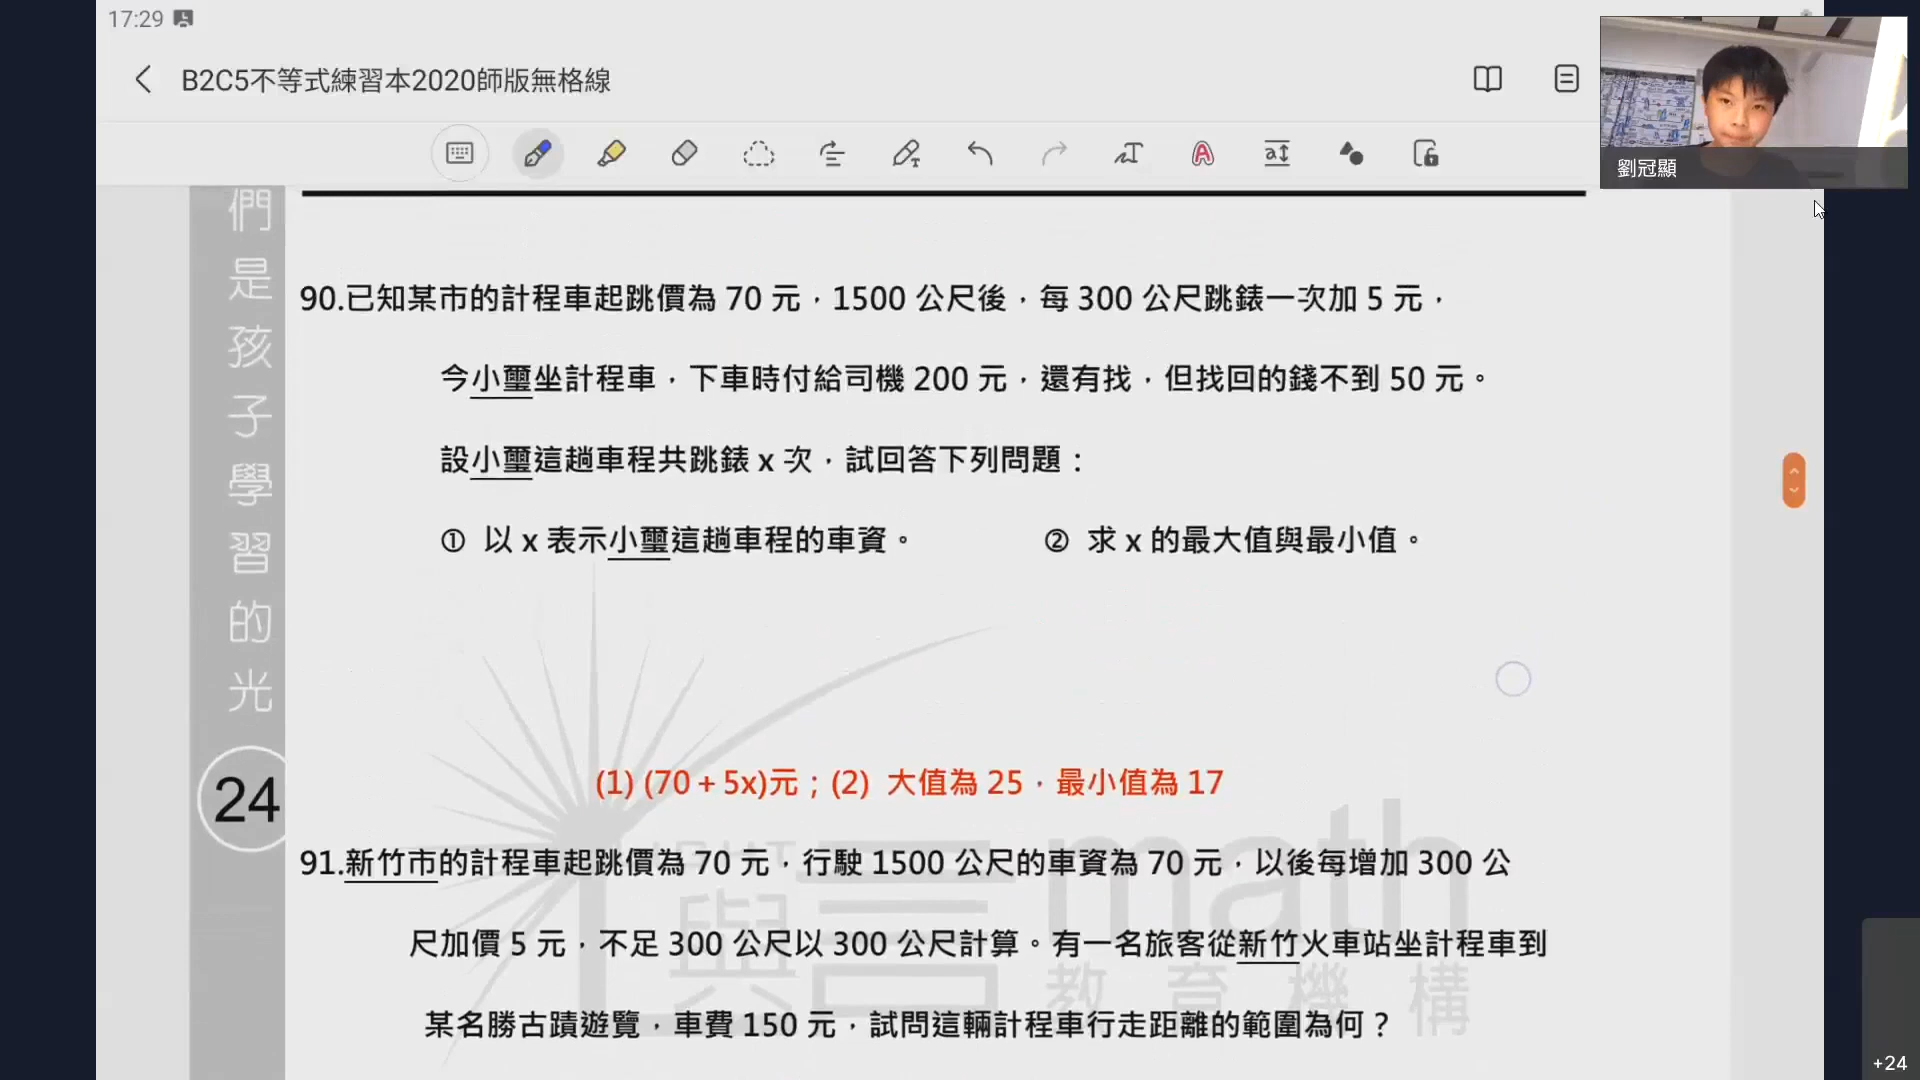 17:29
B2C5不等式練習本2020師版無格線
劉冠顯
們是孩子學習的光
24
90.已知某市的計程車起跳價為 70 元，1500 公尺後，每 300 公尺跳錶一次加 5 元，
今小璽坐計程車，下車時付給司機 200 元，還有找，但找回的錢不到 50 元。
設小璽這趟車程共跳錶 x 次，試回答下列問題：
① 以 x 表示小璽這趟車程的車資。 ② 求 x 的最大值與最小值。
(1) (70 + 5x)元；(2) 大值為 25，最小值為 17
91.新竹市的計程車起跳價為 70 元，行駛 1500 公尺的車資為 70 元，以後每增加 300 公
尺加價 5 元，不足 300 公尺以 300 公尺計算。有一名旅客從新竹火車站坐計程車到
某名勝古蹟遊覽，車費 150 元，試問這輛計程車行走距離的範圍為何？
與言 math
教育機構
+24